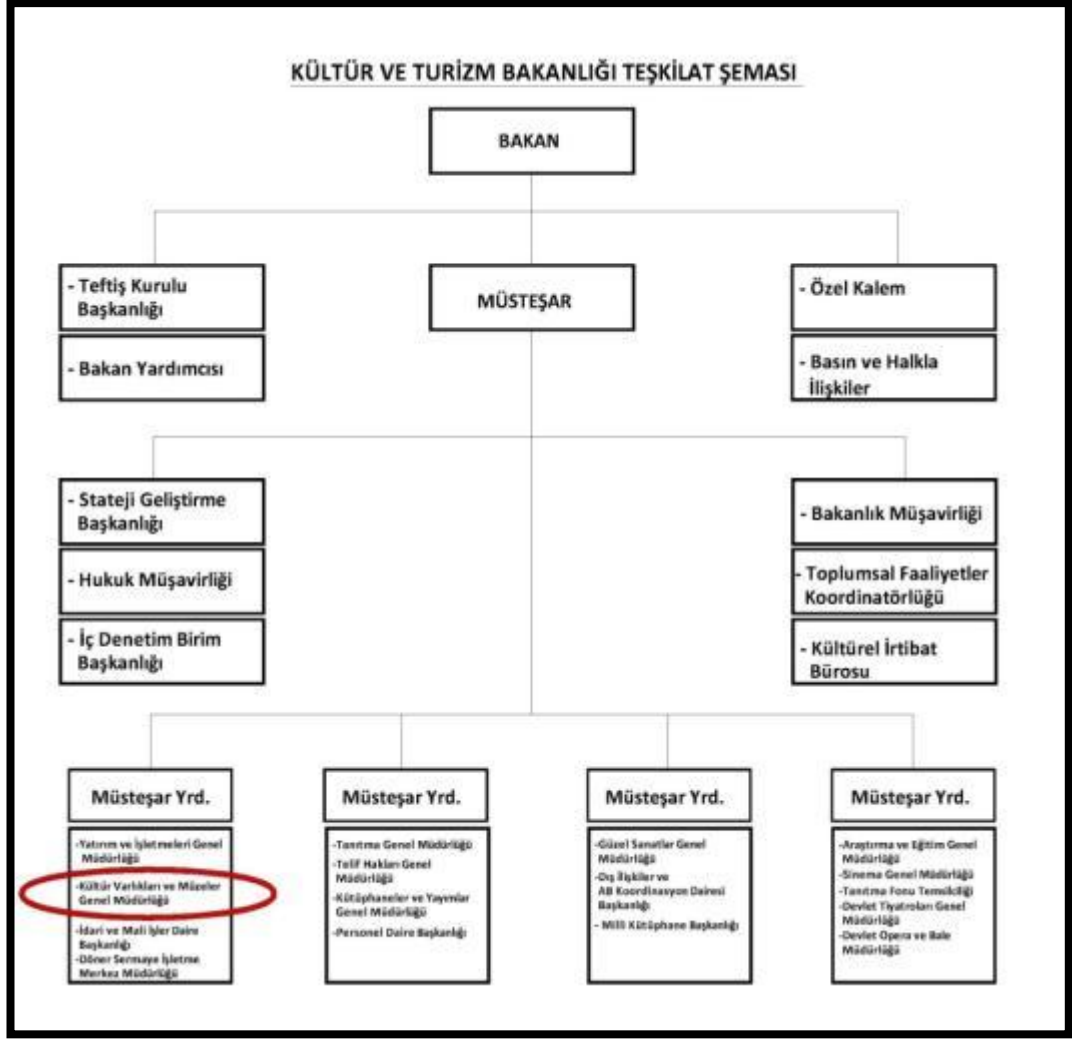 KÜLTÜR VE TURİZM BAKANLIĞI TEŞKİLAT ŞEMASI
BAKAN
- Teftiş Kurulu
Başkanlığı
- Bakan Yardımcısı
MÜSTEŞAR
- Özel Kalem
- Basın ve Halkla
İlişkiler
- Stateji Geliştirme
Başkanlığı
- Hukuk Müşavirliği
- İç Denetim Birim
Başkanlığı
- Bakanlık Müşavirliği
- Toplumsal Faaliyetler
Koordinatörlüğü
- Kültürel İrtibat
Bürosu
Müsteşar Yrd.
-Yatırım ve İşletmeleri Genel
Müdürlüğü
-Kültür Varlıkları ve Müzeler
Genel Müdürlüğü
-İdari ve Mali İşler Daire
Başkanlığı
-Döner Sermaye İşletme
Merkez Müdürlüğü
Müsteşar Yrd.
-Tanıtma Genel Müdürlüğü
-Telif Hakları Genel
Müdürlüğü
-Kütüphaneler ve Yayımlar
Genel Müdürlüğü
-Personel Daire Başkanlığı
Müsteşar Yrd.
-Güzel Sanatlar Genel
Müdürlüğü
-Dış İlişkiler ve
AB Koordinasyon Dairesi
Başkanlığı
- Milli Kütüphane Başkanlığı
Müsteşar Yrd.
-Araştırma ve Eğitim Genel
Müdürlüğü
-Sinema Genel Müdürlüğü
-Tanıtma Fonu Temsilciliği
-Devlet Tiyatroları Genel
Müdürlüğü
-Devlet Opera ve Bale
Müdürlüğü